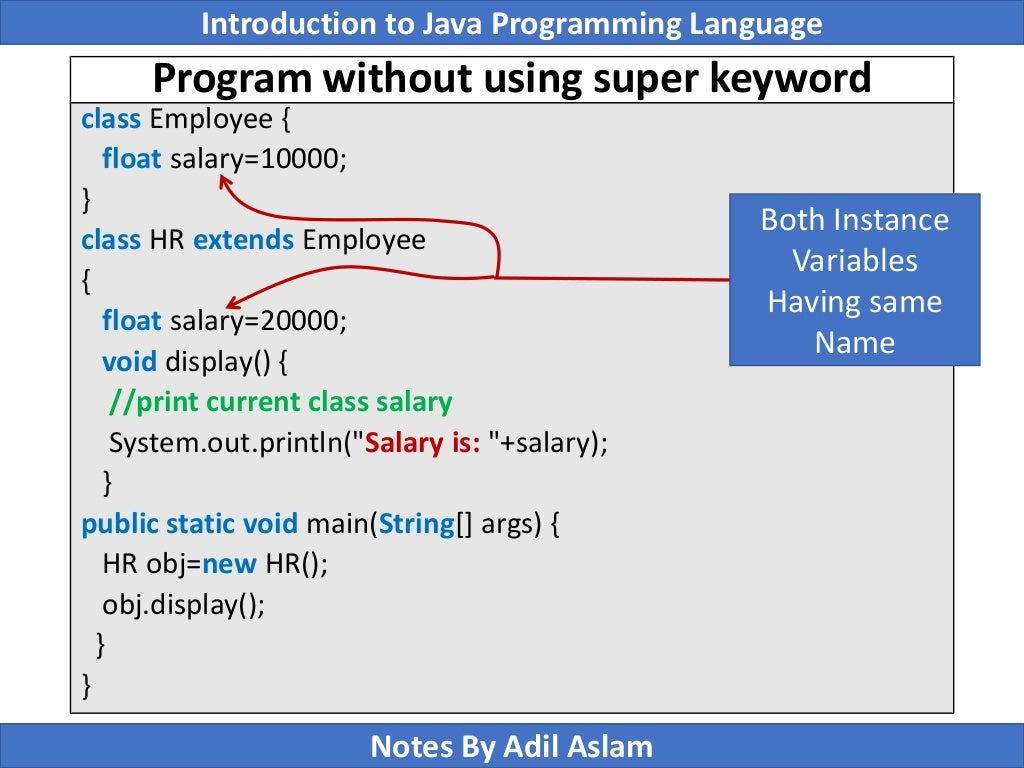 Introduction to Java Programming Language
Program without using super keyword
class Employee {
float salary=10000;
}
class HR extends Employee
{
float salary=20000;
void display() {
//print current class salary
System.out.println("Salary is: "+salary);
}
public static void main(String[] args) {
HR obj=new HR();
obj.display();
}
}
Both Instance
Variables
Having same
Name
Notes By Adil Aslam